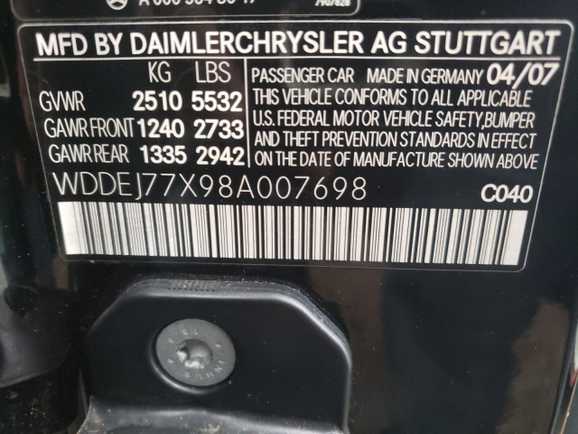 MFD BY DAIMLERCHRYSLER AG STUTTGART
KG LBS
GVWR 2510 5532
GAWR FRONT 1240 2733
GAWR REAR 1335 2942
PASSENGER CAR MADE IN GERMANY 04/07
THIS VEHICLE CONFORMS TO ALL APPLICABLE
U.S. FEDERAL MOTOR VEHICLE SAFETY,BUMPER
AND THEFT PREVENTION STANDARDS IN EFFECT
ON THE DATE OF MANUFACTURE SHOWN ABOVE
WDDEJ77X98A007698
C040